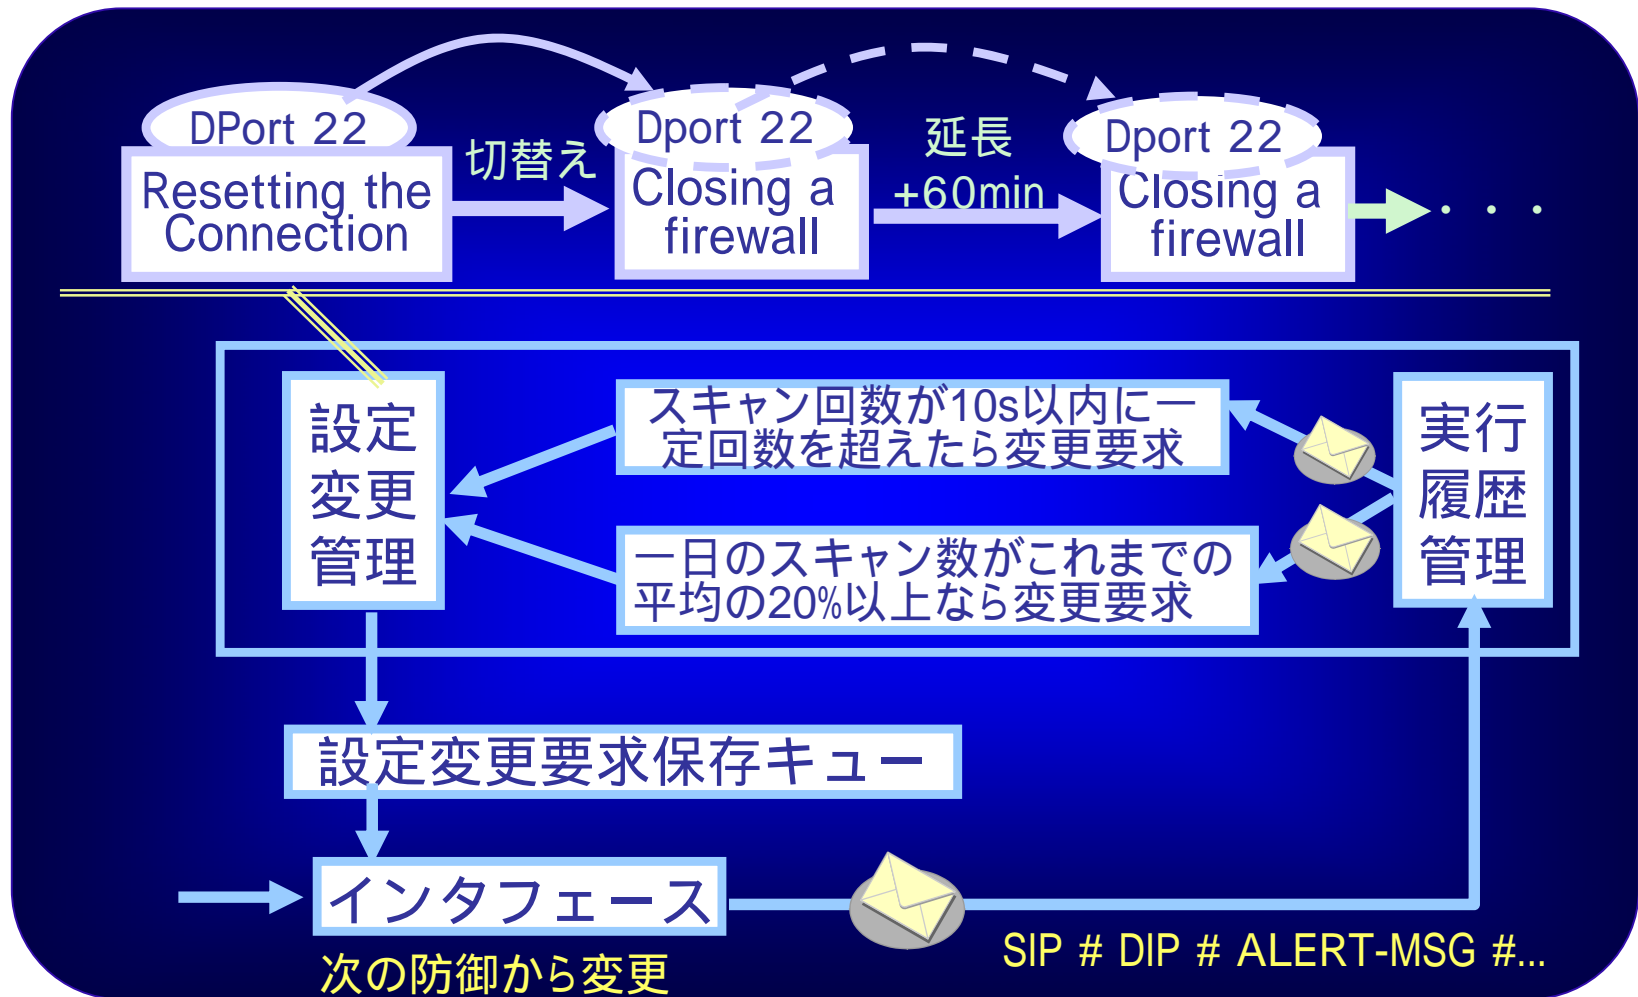 DPort 22
Resetting the
Connection
切替え
Dport 22
Closing a
firewall
延長
+60min
Dport 22
Closing a
firewall
・・・
設定
変更
管理
スキャン回数が10s以内に一
定回数を超えたら変更要求
一日のスキャン数がこれまでの
平均の20%以上なら変更要求
実行
履歴
管理
設定変更要求保存キュー
インタフェース
次の防御から変更
SIP # DIP # ALERT-MSG #...